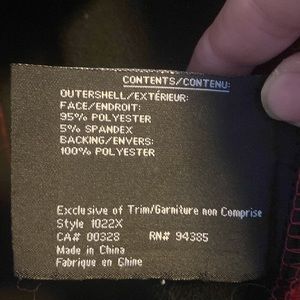 CONTENTS/CONTENU:
OUTERSHELL/EXTÉRIEUR:
FACE/ENDROIT:
95% POLYESTER
5% SPANDEX
BACKING/ENVERS:
100% POLYESTER
Exclusive of Trim/Garniture non Comprise
Style 1022X
CA# 00328 RN# 94385
Made in China
Fabrique en Chine